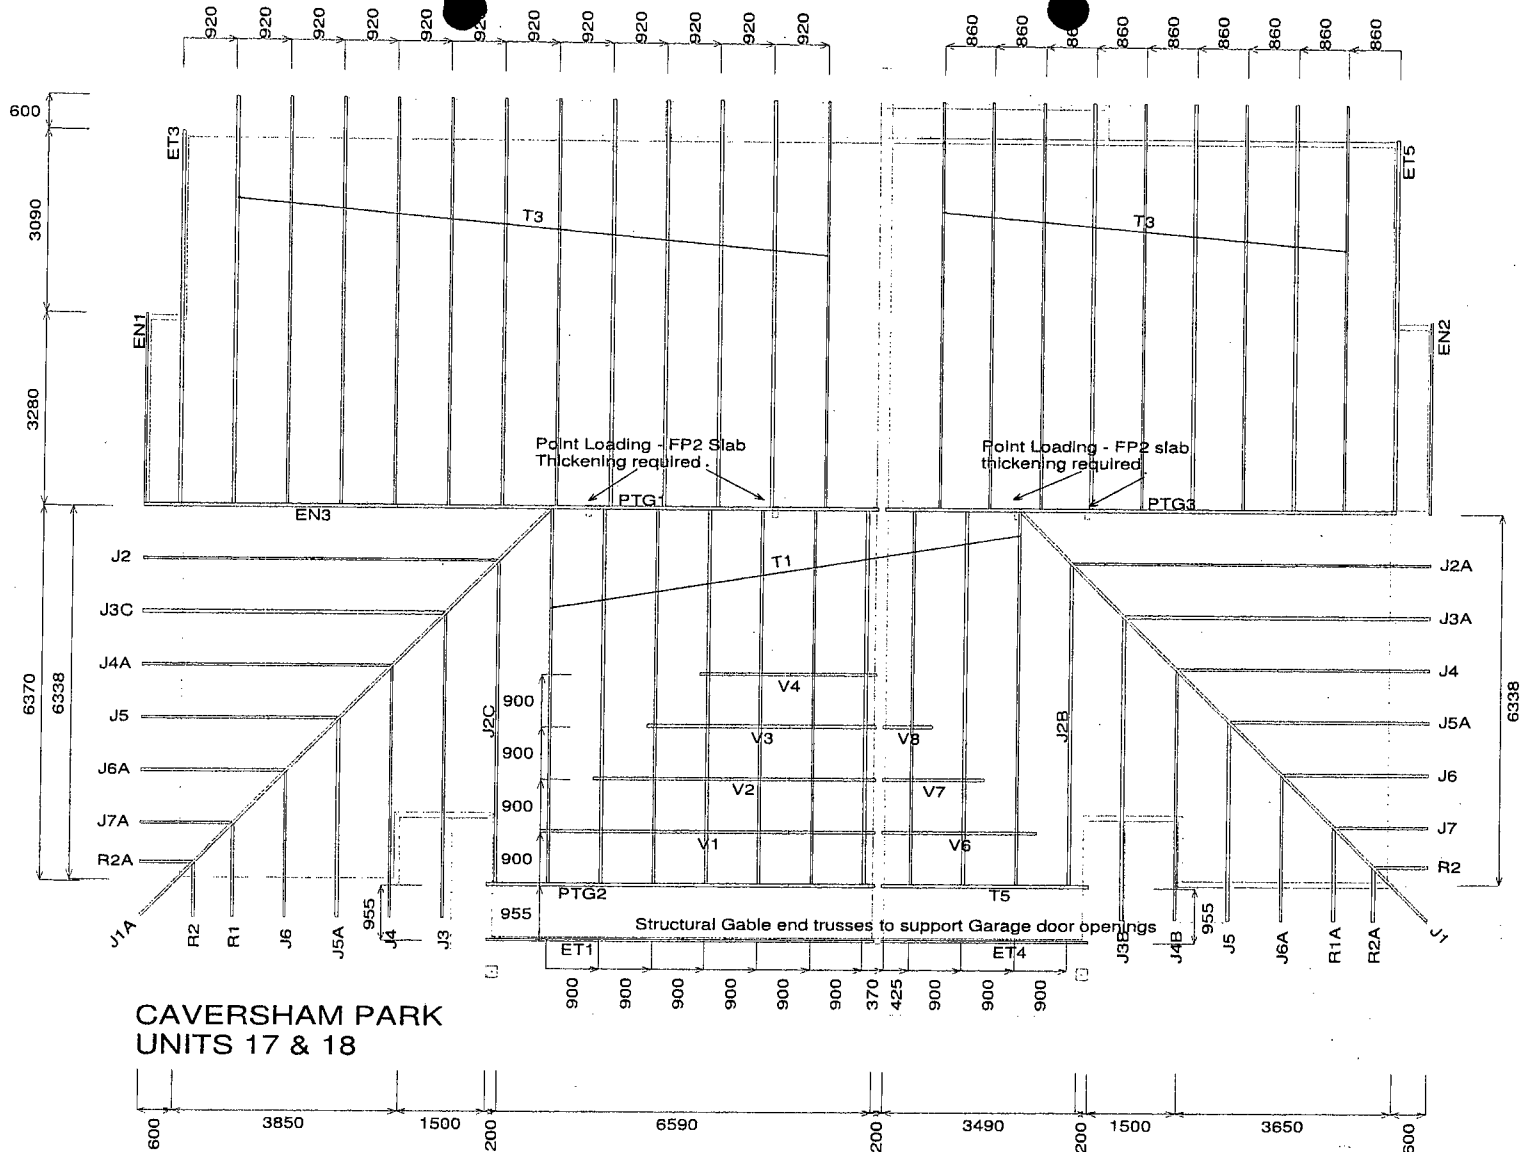 920 920 920 920 920 920 920 920 920 920 920 860 860 860 860 860 860 860 860 860
600
ET3
ET5
3090
T3
T3
EN1
EN2
3280
Point Loading - FP2 Slab
Thickening required .
Point Loading - FP2 slab
thickening required
PTG1
PTG3
EN3
J2
T1
J2A
J3C
J3A
J4A
J4
6370
6338
V4
6338
900
J2C
J2B
J5
V3
V8
J5A
900
J6A
V2
V7
J6
900
J7A
V1
V6
J7
900
R2A
R2
PTG2
T5
955
955
955
Structural Gable end trusses to support Garage door openings
J1A R2 R1 J6 J5A J4 J3
ET1
ET4
J3B J4B J5 J6A R1A R2A J1
900 900 900 900 900 900 370 425 900 900 900
CAVERSHAM PARK
UNITS 17 & 18
600 3850 1500 200 6590 200 3490 200 1500 3650 600